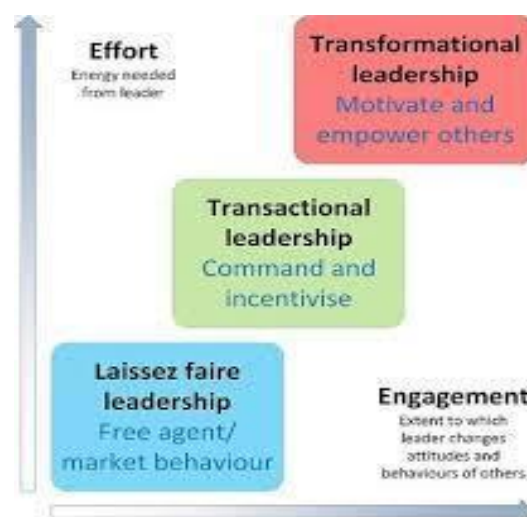 Effort
Energy needed
from leader
Transformational
leadership
Motivate and
empower others
Transactional
leadership
Command and
incentivise
Laissez faire
leadership
Free agent/
market behaviour
Engagement
Extent to which
leader changes
attitudes and
behaviours of others